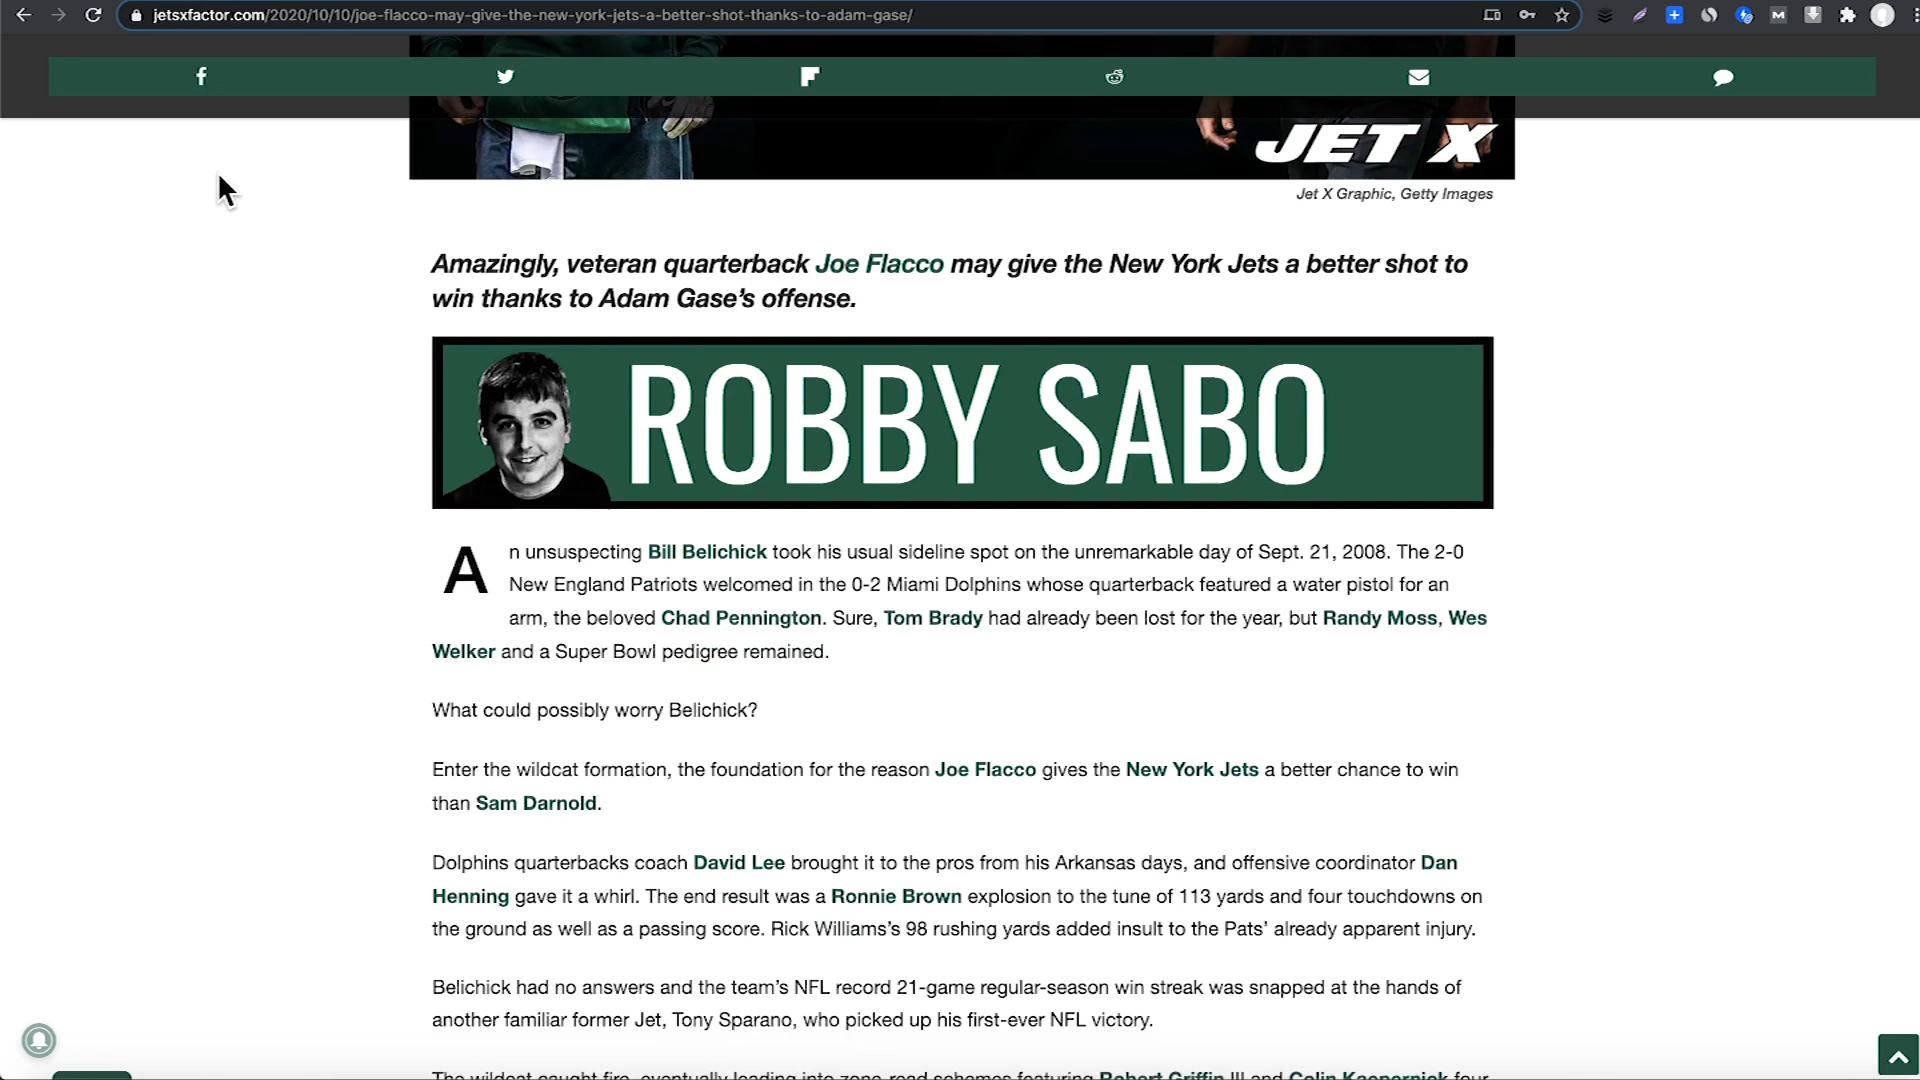 jetsxfactor.com/2020/10/10/joe-flacco-may-give-the-new-york-jets-a-better-shot-thanks-to-adam-gase/
JET X
Jet X Graphic, Getty Images
Amazingly, veteran quarterback Joe Flacco may give the New York Jets a better shot to
win thanks to Adam Gase's offense.
ROBBY SABO
An unsuspecting Bill Belichick took his usual sideline spot on the unremarkable day of Sept. 21, 2008. The 2-0
New England Patriots welcomed in the 0-2 Miami Dolphins whose quarterback featured a water pistol for an
arm, the beloved Chad Pennington. Sure, Tom Brady had already been lost for the year, but Randy Moss, Wes
Welker and a Super Bowl pedigree remained.
What could possibly worry Belichick?
Enter the wildcat formation, the foundation for the reason Joe Flacco gives the New York Jets a better chance to win
than Sam Darnold.
Dolphins quarterbacks coach David Lee brought it to the pros from his Arkansas days, and offensive coordinator Dan
Henning gave it a whirl. The end result was a Ronnie Brown explosion to the tune of 113 yards and four touchdowns on
the ground as well as a passing score. Rick Williams's 98 rushing yards added insult to the Pats' already apparent injury.
Belichick had no answers and the team's NFL record 21-game regular-season win streak was snapped at the hands of
another familiar former Jet, Tony Sparano, who picked up his first-ever NFL victory.
The wildcat caught fire, eventually leading into zone-read schemes featuring Robert Griffin III and Colin Kaepernick four